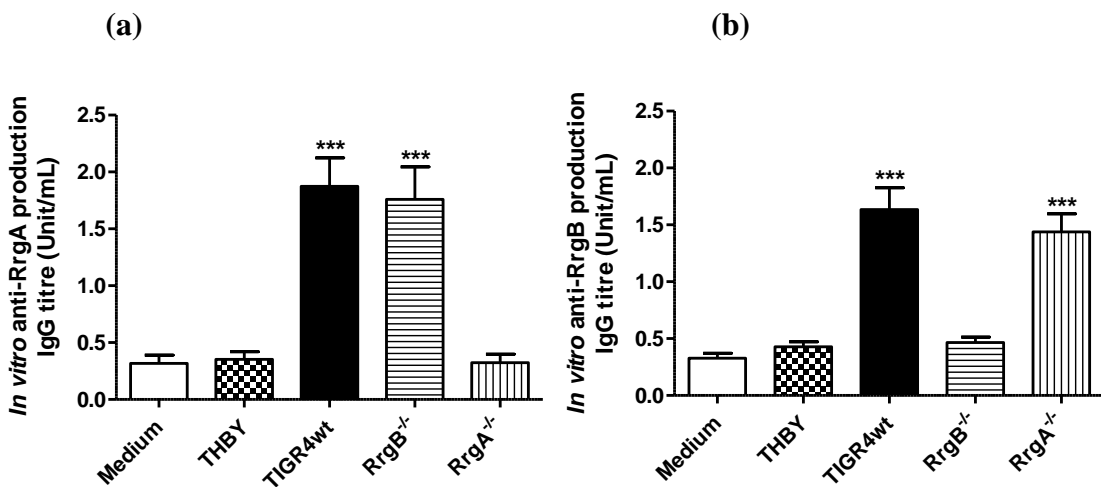 (a)
In vitro anti-RrgA production
IgG titre (Unit/mL)
2.5
2.0
1.5
1.0
0.5
0.0
***
***
Medium
THBY
TIGR4wt
RrgB-/-
RrgA-/-
(b)
In vitro anti-RrgB production
IgG titre (Unit/mL)
2.5
2.0
1.5
1.0
0.5
0.0
***
***
Medium
THBY
TIGR4wt
RrgB-/-
RrgA-/-